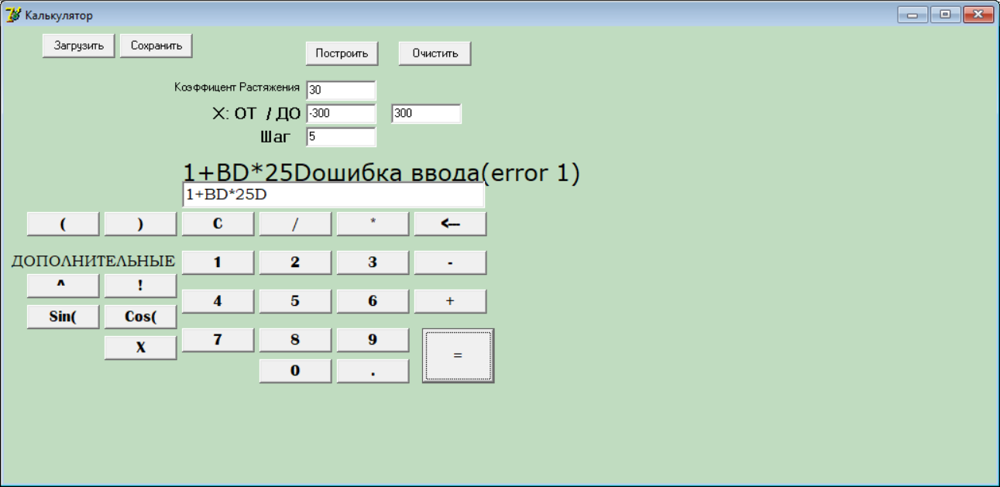 Калькулятор
Загрузить Сохранить
Построить Очистить
Коэффицент Растяжения 30
X: ОТ / ДО -300 300
Шаг 5
1+BD*25Dошибка ввода(error 1)
1+BD*25D
( ) C / * <---
ДОПОЛНИТЕЛЬНЫЕ 1 2 3 -
^ !
4 5 6 +
Sin( Cos(
7 8 9 =
X
0 .